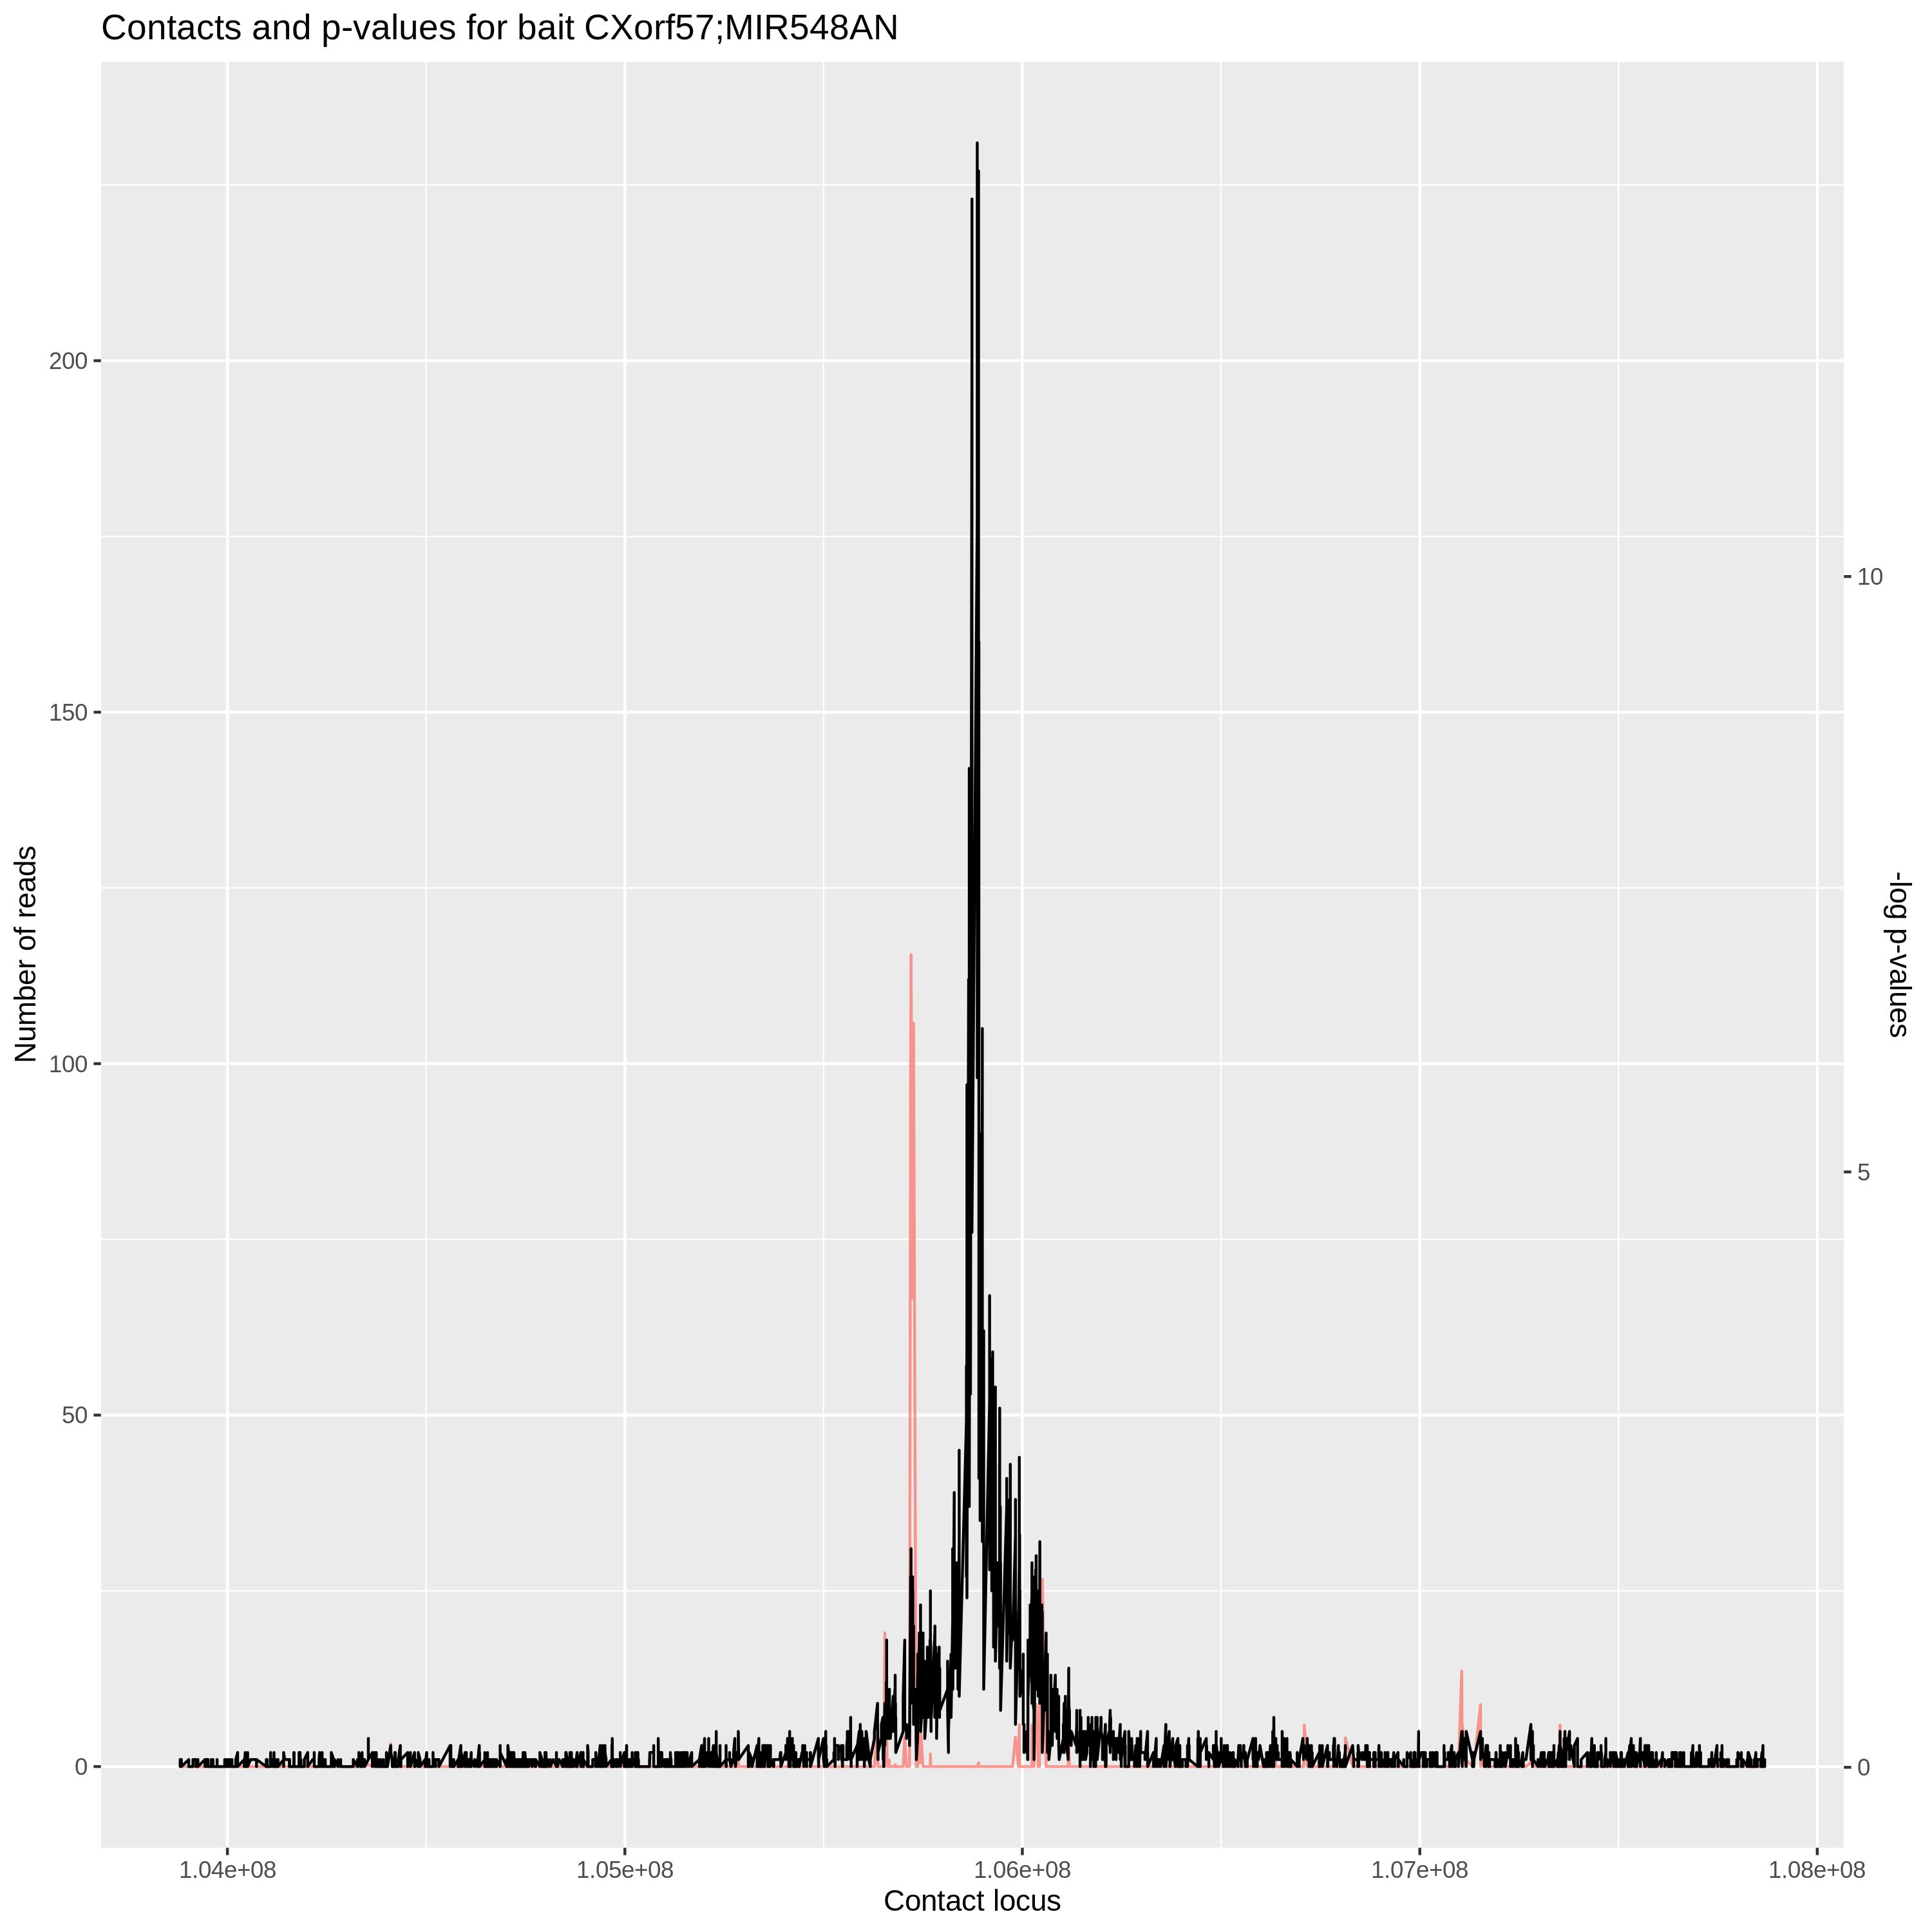 Contacts and p-values for bait CXorf57;MIR548AN
Number of reads
200
150
100
50
0
10
5
0
-log p-values
1.04e+08
1.05e+08
1.06e+08
1.07e+08
1.08e+08
Contact locus